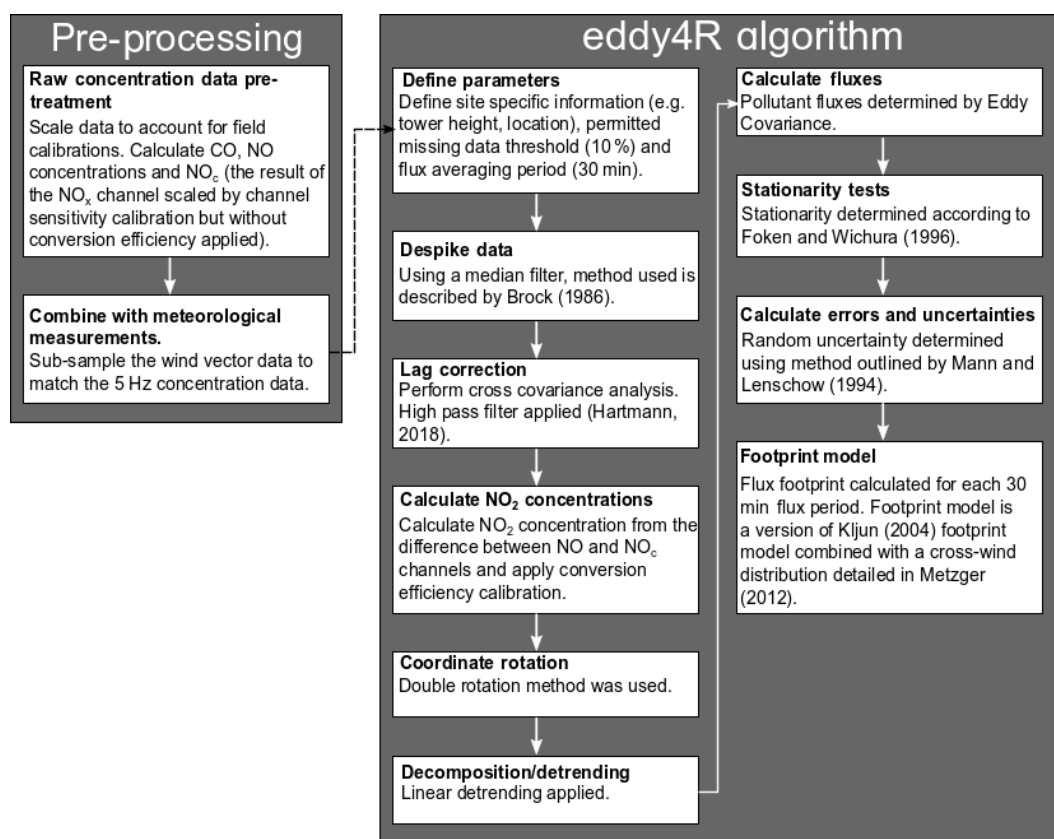 Pre-processing
Raw concentration data pre-
treatment
Scale data to account for field
calibrations. Calculate CO, NO
concentrations and NOc (the result of
the NOx channel scaled by channel
sensitivity calibration but without
conversion efficiency applied).
Combine with meteorological
measurements.
Sub-sample the wind vector data to
match the 5 Hz concentration data.
eddy4R algorithm
Define parameters
Define site specific information (e.g.
tower height, location), permitted
missing data threshold (10 %) and
flux averaging period (30 min).
Despike data
Using a median filter, method used is
described by Brock (1986).
Lag correction
Perform cross covariance analysis.
High pass filter applied (Hartmann,
2018).
Calculate NO2 concentrations
Calculate NO2 concentration from the
difference between NO and NOc
channels and apply conversion
efficiency calibration.
Coordinate rotation
Double rotation method was used.
Decomposition/detrending
Linear detrending applied.
Calculate fluxes
Pollutant fluxes determined by Eddy
Covariance.
Stationarity tests
Stationarity determined according to
Foken and Wichura (1996).
Calculate errors and uncertainties
Random uncertainty determined
using method outlined by Mann and
Lenschow (1994).
Footprint model
Flux footprint calculated for each 30
min flux period. Footprint model is
a version of Kljun (2004) footprint
model combined with a cross-wind
distribution detailed in Metzger
(2012).